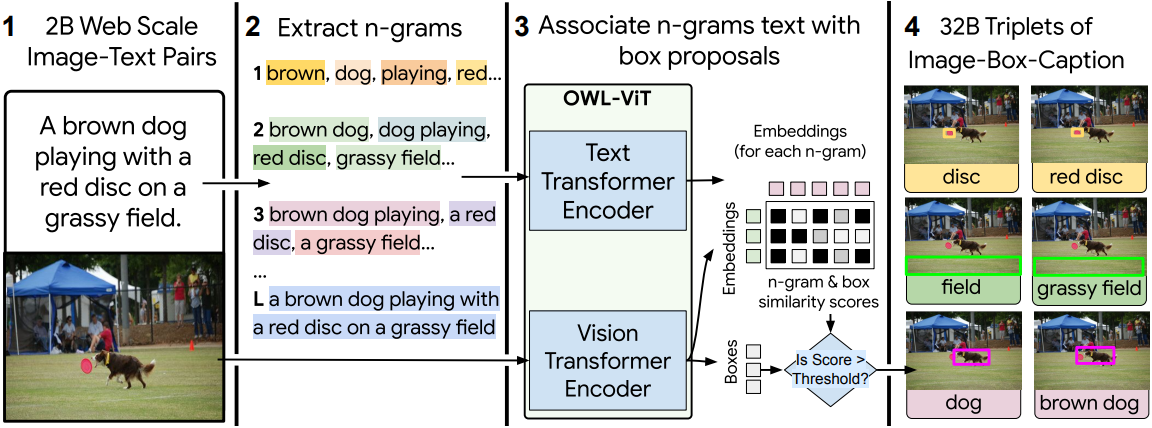 1 2B Web Scale
Image-Text Pairs
A brown dog
playing with a
red disc on a
grassy field.
2 Extract n-grams
1 brown, dog, playing, red...
2 brown dog, dog playing,
red disc, grassy field...
3 brown dog playing, a red
disc, a grassy field...
...
L a brown dog playing with
a red disc on a grassy field
3 Associate n-grams text with
box proposals
OWL-ViT
Text
Transformer
Encoder
Vision
Transformer
Encoder
Embeddings
(for each n-gram)
Embeddings
n-gram & box
similarity scores
Boxes
Is Score >
Threshold?
4 32B Triplets of
Image-Box-Caption
disc
red disc
field
grassy field
dog
brown dog